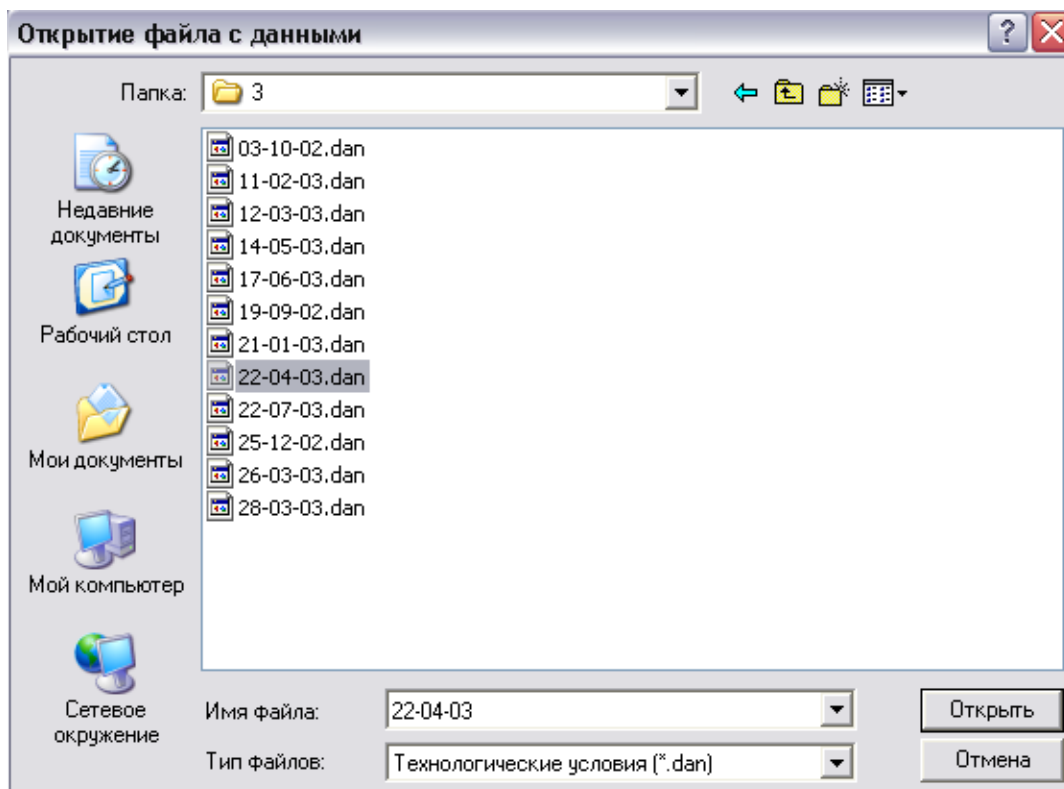 Открытие файла с данными
Папка: 3
03-10-02.dan
11-02-03.dan
12-03-03.dan
14-05-03.dan
17-06-03.dan
19-09-02.dan
21-01-03.dan
22-04-03.dan
22-07-03.dan
25-12-02.dan
26-03-03.dan
28-03-03.dan
Недавние
документы
Рабочий стол
Мои документы
Мой компьютер
Сетевое
окружение
Имя файла: 22-04-03 Открыть
Тип файлов: Технологические условия (*.dan) Отмена